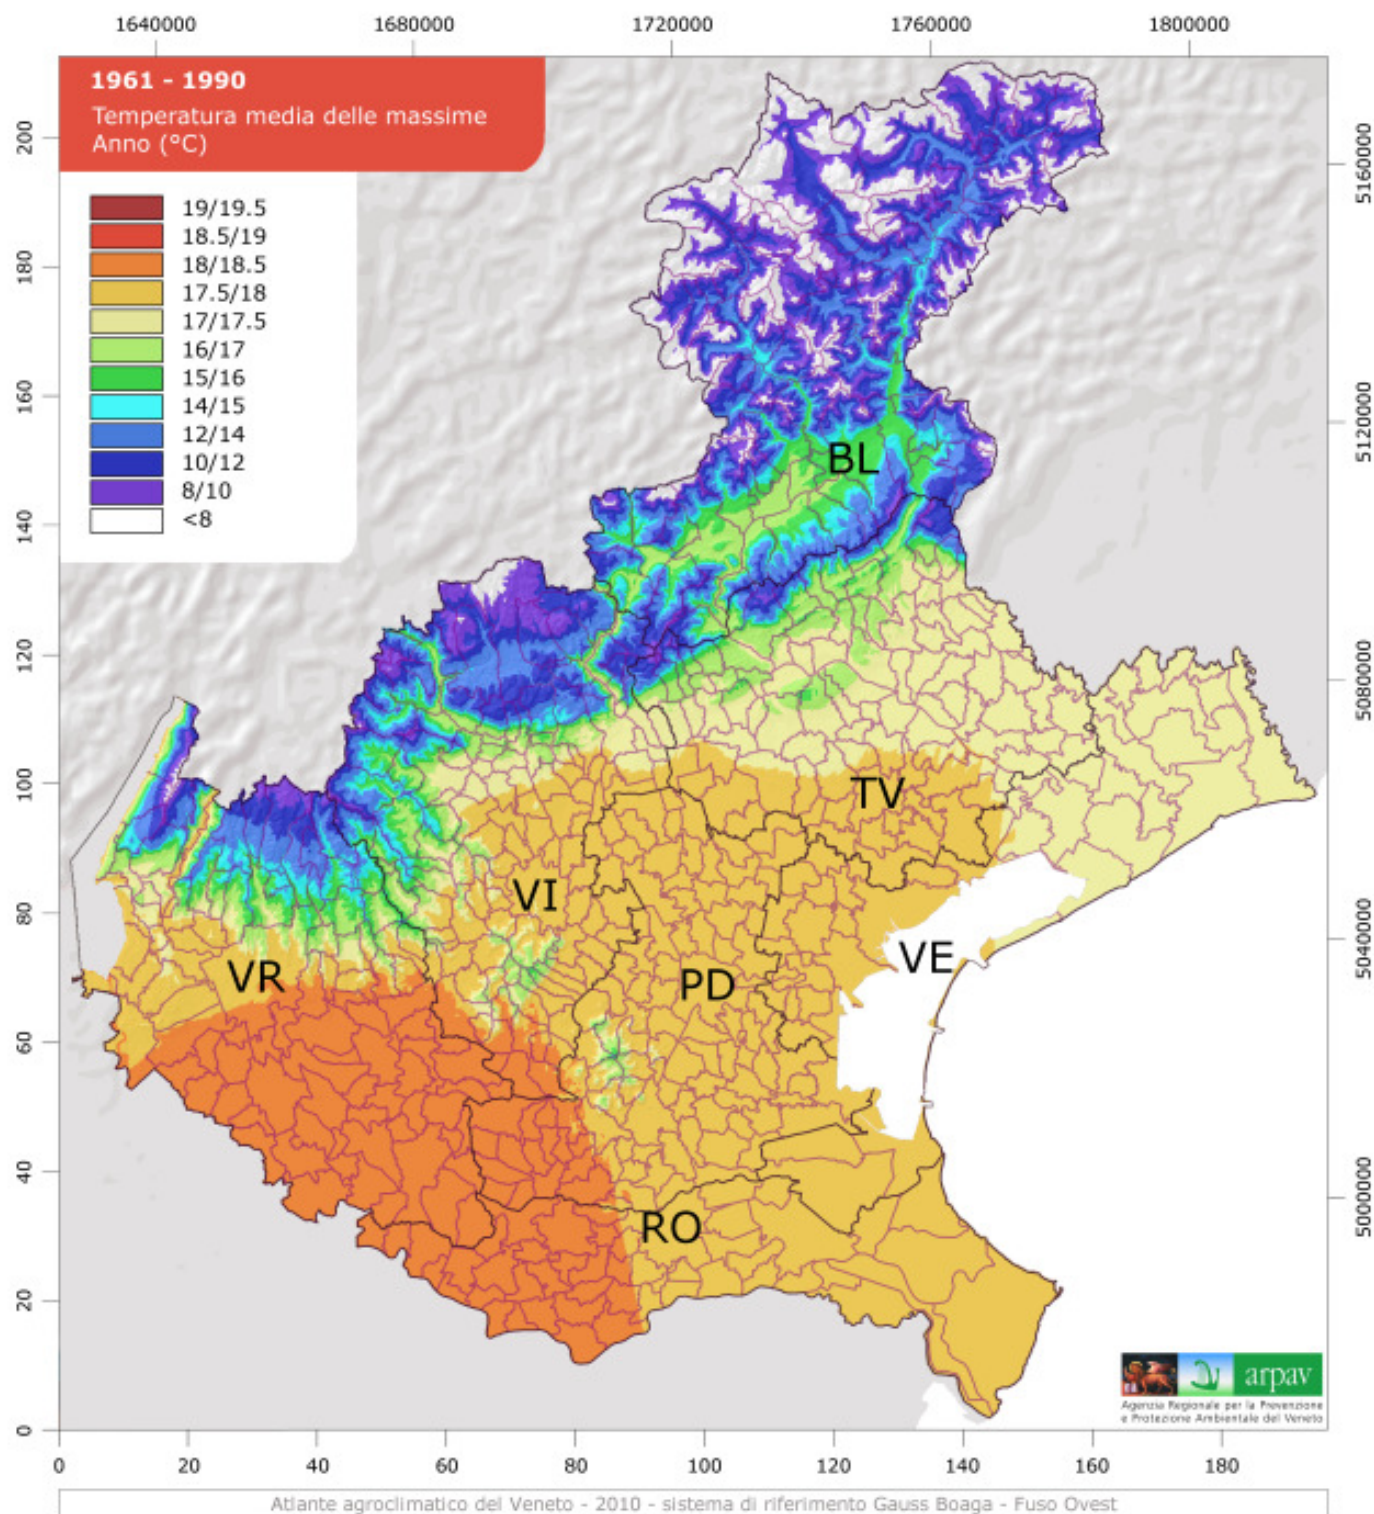 1640000 1680000 1720000 1760000 1800000
1961 - 1990
Temperatura media delle massime
Anno (°C)
19/19.5
18.5/19
18/18.5
17.5/18
17/17.5
16/17
15/16
14/15
12/14
10/12
8/10
<8
200
180
160
140
120
100
80
60
40
20
0
5160000
5120000
5080000
5040000
5000000
BL
TV
VI
VR
PD
VE
RO
arpav
Agenzia Regionale per la Prevenzione
e Protezione Ambientale del Veneto
0 20 40 60 80 100 120 140 160 180
Atlante agroclimatico del Veneto - 2010 - sistema di riferimento Gauss Boaga - Fuso Ovest